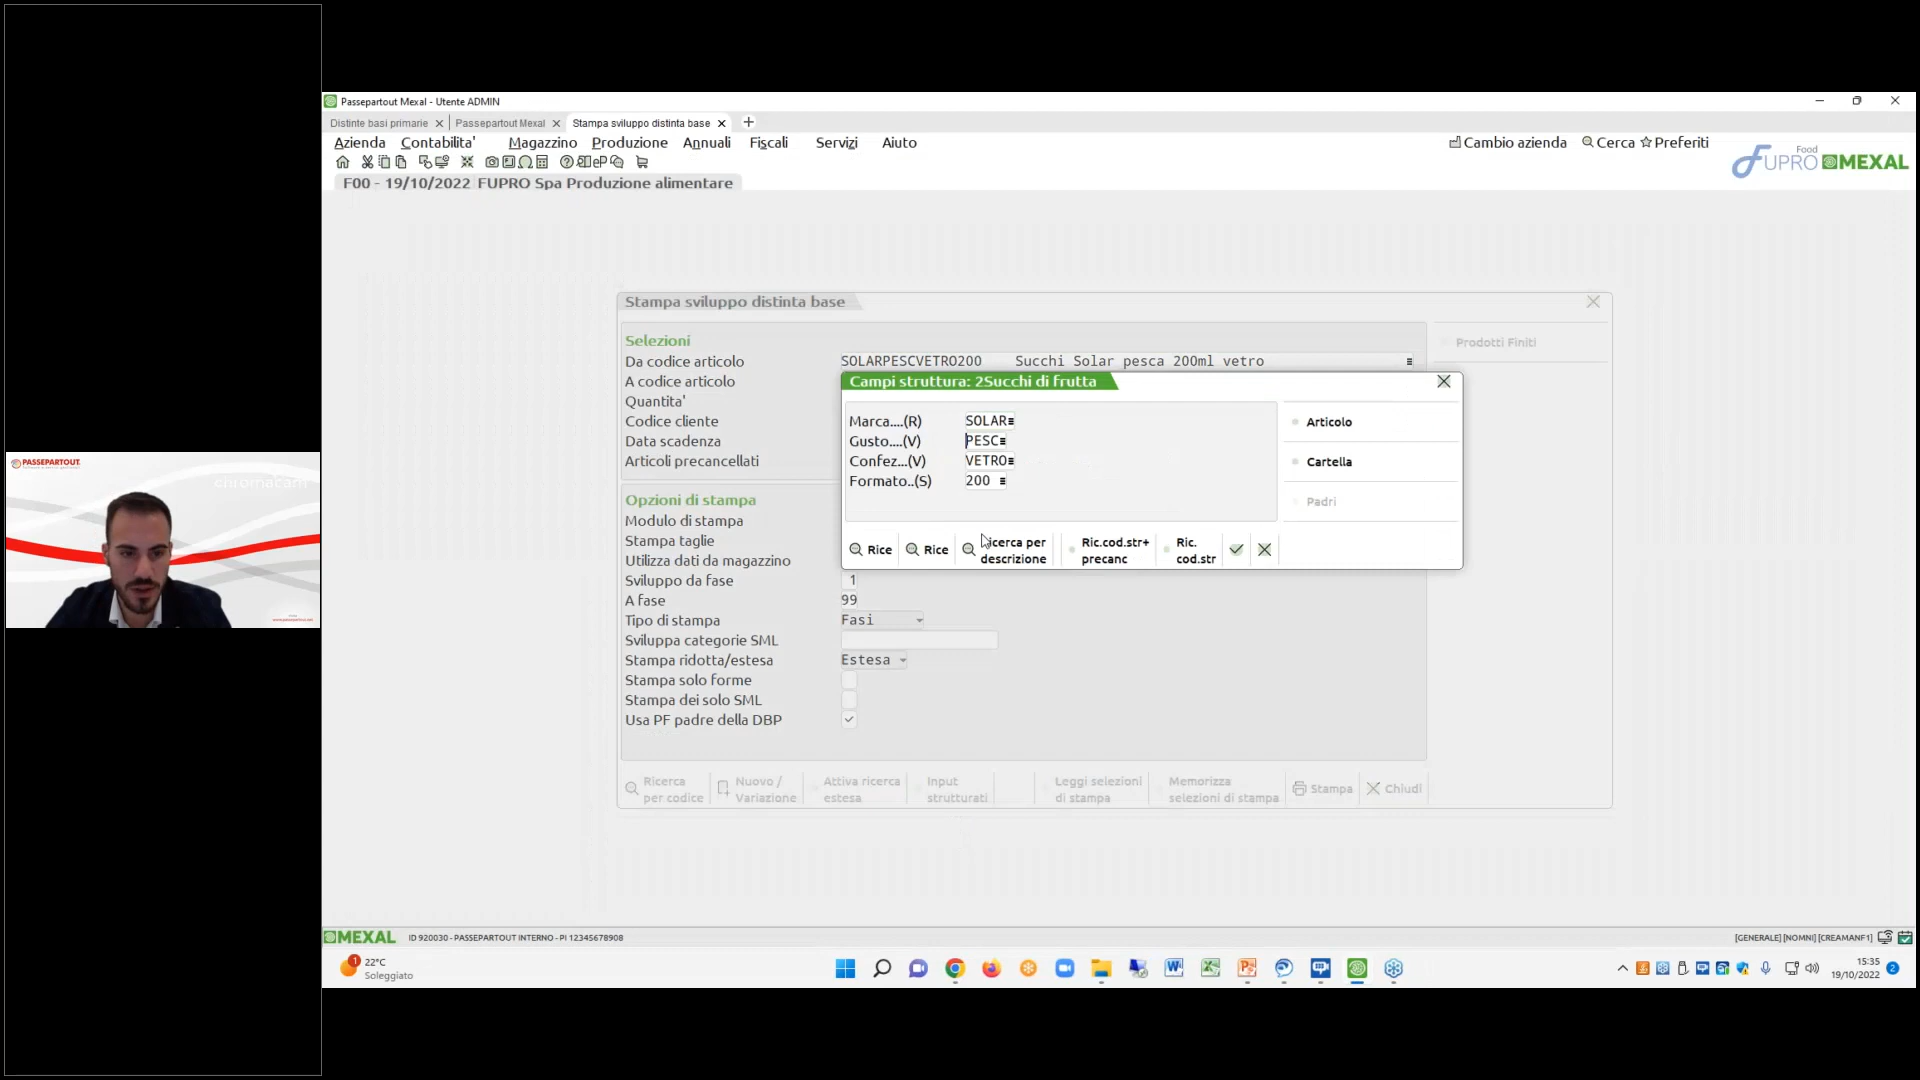 Passepartout Mexal - Utente ADMIN
Distinte basi primarie
Passepartout Mexal
Stampa sviluppo distinta base
Azienda
Contabilita'
Magazzino
Produzione
Annuali
Fiscali
Servizi
Aiuto
Cambio azienda
Cerca
Preferiti
Food
FUPRO MEXAL
F00 - 19/10/2022 FUPRO Spa Produzione alimentare
Stampa sviluppo distinta base
Selezioni
Prodotti Finiti
Da codice articolo
SOLARPESCVETRO200 Succhi Solar pesca 200ml vetro
A codice articolo
Quantita'
Codice cliente
Data scadenza
Articoli precancellati
Campi struttura: 2Succhi di frutta
Marca....(R) SOLAR
Gusto....(V) PESC
Confez...(V) VETRO
Formato..(S) 200
Articolo
Cartella
Padri
Rice
Rice
Ricerca per
descrizione
Ric.cod.str+
precanc
Ric.
cod.str
Opzioni di stampa
Modulo di stampa
Stampa taglie
Utilizza dati da magazzino
Sviluppo da fase 1
A fase 99
Tipo di stampa Fasi
Sviluppa categorie SML
Stampa ridotta/estesa Estesa
Stampa solo forme
Stampa dei solo SML
Usa PF padre della DBP
Ricerca
per codice
Nuovo /
Variazione
Attiva ricerca
estesa
Input
strutturati
Leggi selezioni
di stampa
Memorizza
selezioni di stampa
Stampa
Chiudi
PASSEPARTOUT
chromacam
MEXAL
ID 920030 - PASSEPARTOUT INTERNO - PI 12345678908
[GENERALE] [NOMNI] [CREAMANF1]
1
22°C
Soleggiato
15:35
19/10/2022
2